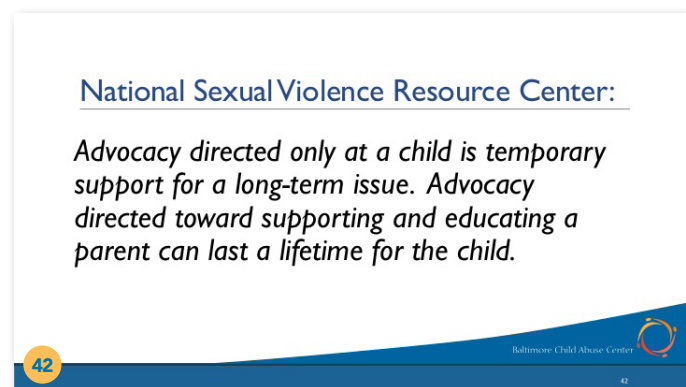 National Sexual Violence Resource Center:
Advocacy directed only at a child is temporary
support for a long-term issue. Advocacy
directed toward supporting and educating a
parent can last a lifetime for the child.
Baltimore Child Abuse Center
42
42